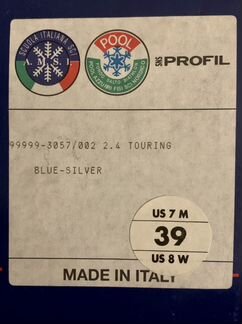 SCUOLA ITALIANA SCI
A.M.S.I.
POOL
SNS PROFIL
99999-3057/002 2.4 TOURING
BLUE-SILVER
US 7 M
39
US 8 W
MADE IN ITALY